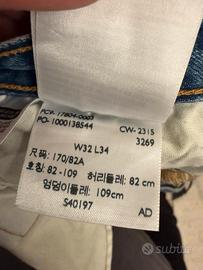 PC9-17804-0003
PO-1000138544
CW-2315
3269
W32 L34
尺码: 170/82A
호칭: 82-109 허리둘레: 82 cm
엉덩이둘레: 109cm
S40197
AD
subito